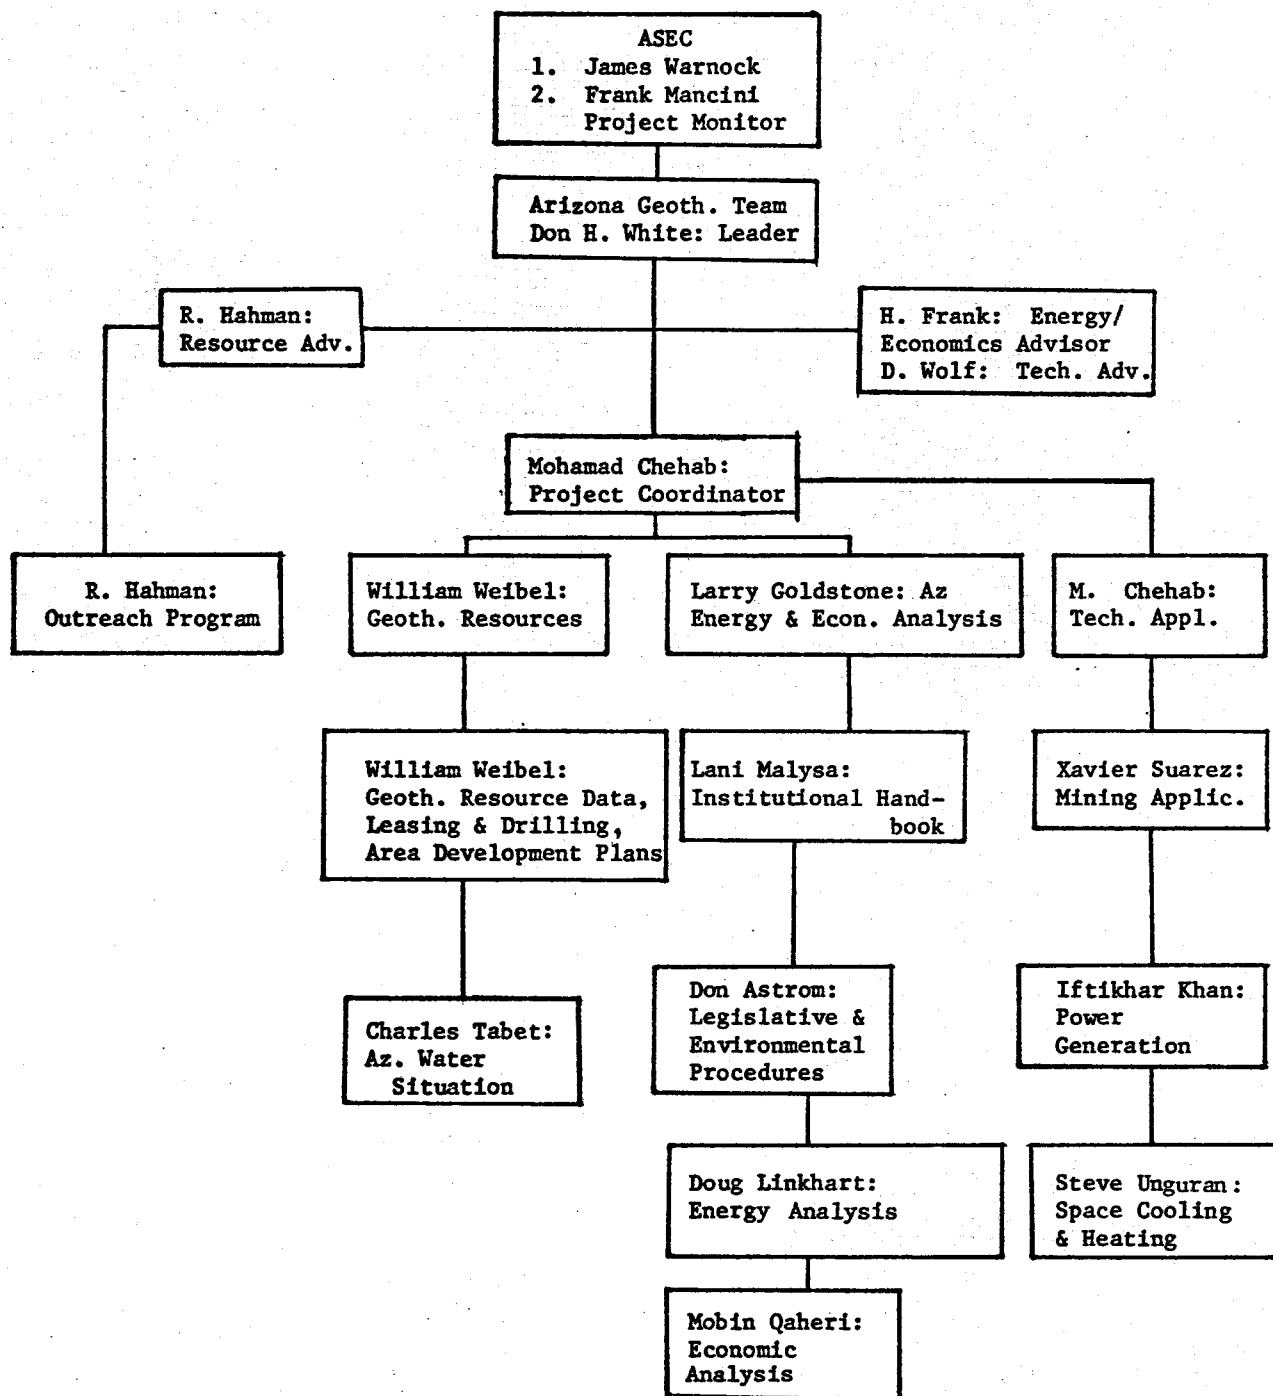 ASEC
1. James Warnock
2. Frank Mancini
Project Monitor
Arizona Geoth. Team
Don H. White: Leader
R. Hahman:
Resource Adv.
H. Frank: Energy/
Economics Advisor
D. Wolf: Tech. Adv.
Mohamad Chehab:
Project Coordinator
R. Hahman:
Outreach Program
William Weibel:
Geoth. Resources
Larry Goldstone: Az
Energy & Econ. Analysis
M. Chehab:
Tech. Appl.
William Weibel:
Geoth. Resource Data,
Leasing & Drilling,
Area Development Plans
Lani Malysa:
Institutional Hand-
book
Xavier Suarez:
Mining Applic.
Charles Tabet:
Az. Water
Situation
Don Astrom:
Legislative &
Environmental
Procedures
Iftikhar Khan:
Power
Generation
Doug Linkhart:
Energy Analysis
Steve Unguran:
Space Cooling
& Heating
Mobin Qaheri:
Economic
Analysis